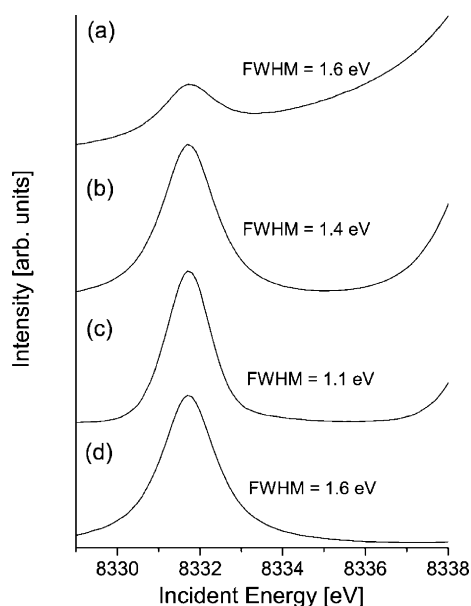 (a)
FWHM = 1.6 eV
(b)
FWHM = 1.4 eV
(c)
FWHM = 1.1 eV
(d)
FWHM = 1.6 eV
Intensity [arb. units]
8330 8332 8334 8336 8338
Incident Energy [eV]